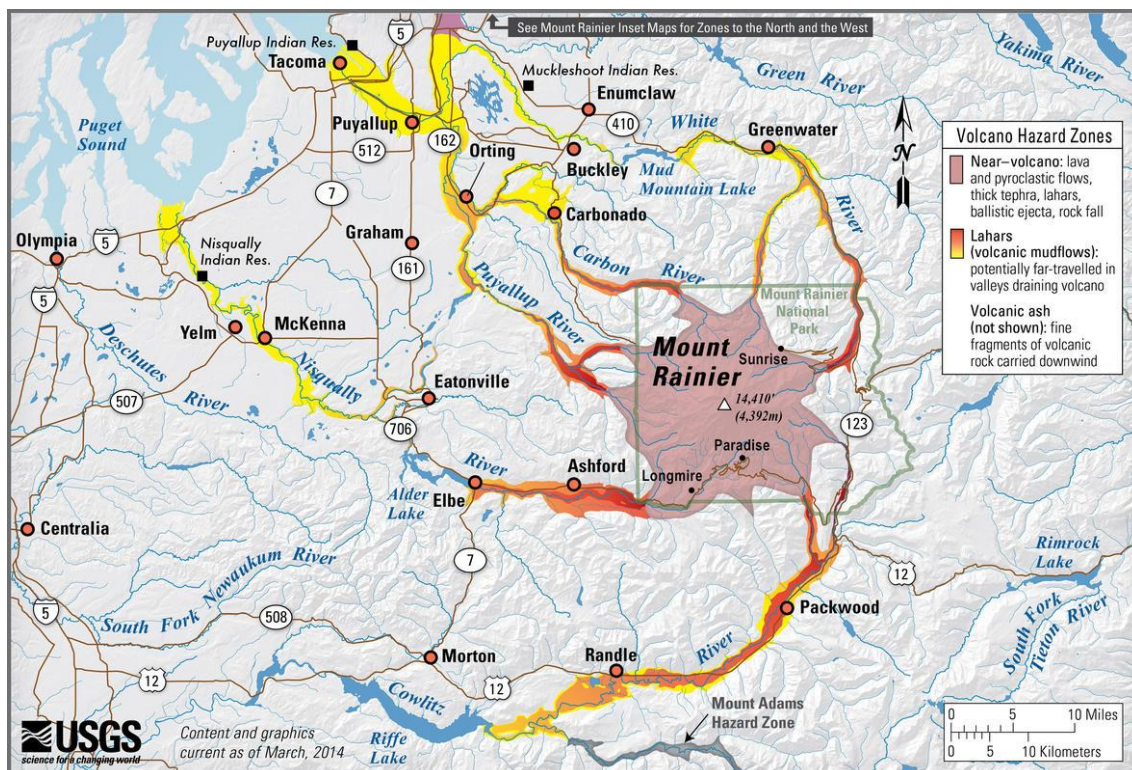 See Mount Rainier Inset Maps for Zones to the North and the West
5
Puyallup Indian Res.
Tacoma
Muckleshoot Indian Res.
Green River
Yakima River
Enumclaw
410
White
Greenwater
Puget
Sound
Puyallup
512
162
Orting
Buckley
Mud
Mountain Lake
River
N
Volcano Hazard Zones
Near–volcano: lava
and pyroclastic flows,
thick tephra, lahars,
ballistic ejecta, rock fall
Lahars
(volcanic mudflows):
potentially far-travelled in
valleys draining volcano
Volcanic ash
(not shown): fine
fragments of volcanic
rock carried downwind
7
Carbonado
Olympia
5
Graham
161
Nisqually
Indian Res.
Carbon River
Puyallup
River
5
Mount Rainier
National
Park
Yelm
McKenna
Mount
Rainier
Sunrise
Deschutes
River
Nisqually
Eatonville
14,410'
(4,392m)
507
706
123
Paradise
River
Ashford
Longmire
Alder
Lake
Elbe
Centralia
7
Rimrock
Lake
12
South Fork Newaukum River
5
508
Packwood
South Fork
Tieton River
Morton
Randle
River
12
12
Cowlitz
Mount Adams
Hazard Zone
Riffe
Lake
USGS
science for a changing world
Content and graphics
current as of March, 2014
0 5 10 Miles
0 5 10 Kilometers